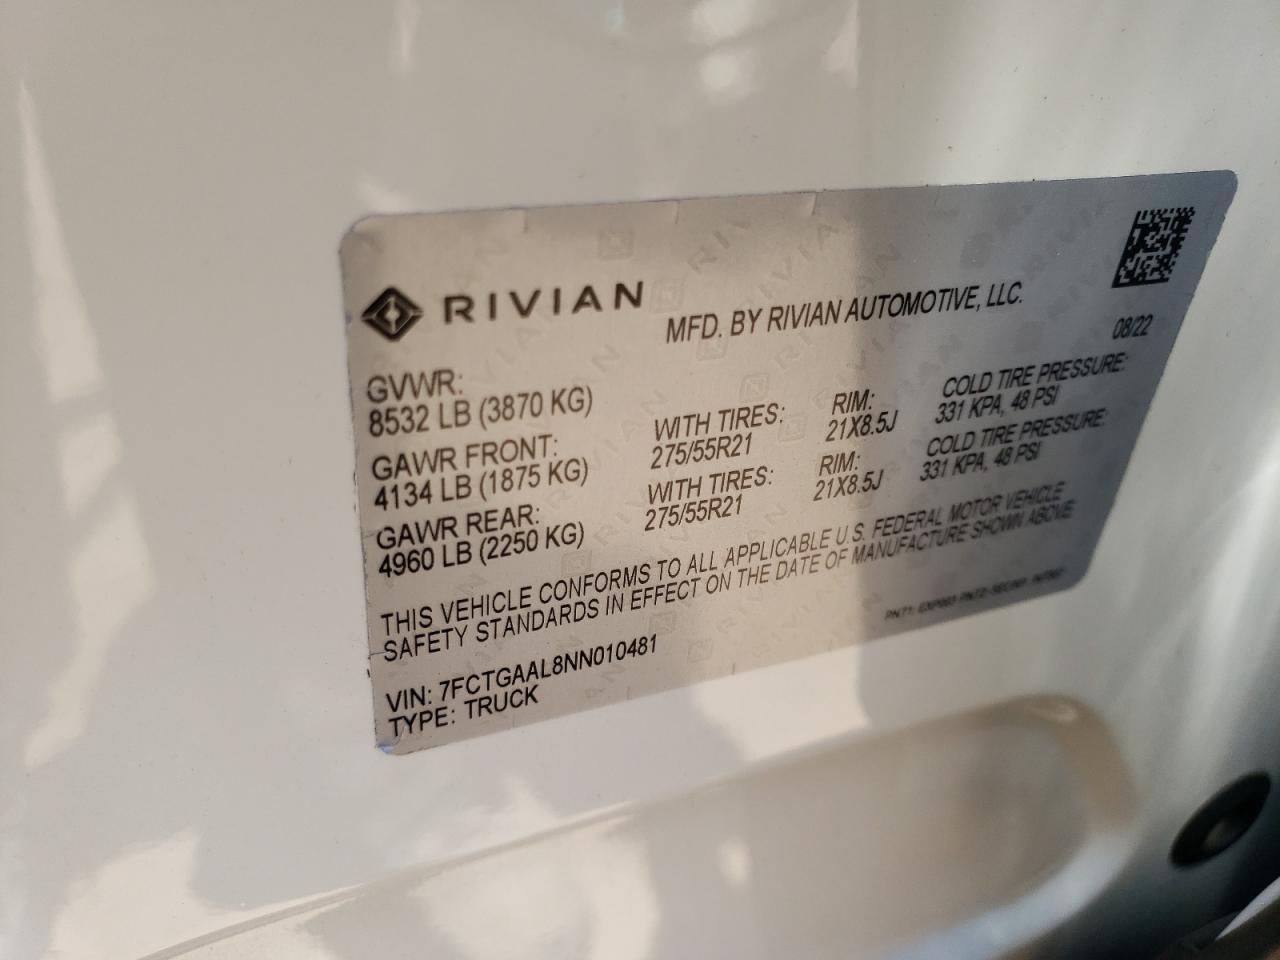 RIVIAN
MFD. BY RIVIAN AUTOMOTIVE, LLC.
08/22
GVWR:
8532 LB (3870 KG)
GAWR FRONT:
4134 LB (1875 KG)
WITH TIRES:
275/55R21
RIM:
21X8.5J
COLD TIRE PRESSURE:
331 KPA, 48 PSI
GAWR REAR:
4960 LB (2250 KG)
WITH TIRES:
275/55R21
RIM:
21X8.5J
COLD TIRE PRESSURE:
331 KPA, 48 PSI
THIS VEHICLE CONFORMS TO ALL APPLICABLE U.S. FEDERAL MOTOR VEHICLE
SAFETY STANDARDS IN EFFECT ON THE DATE OF MANUFACTURE SHOWN ABOVE
VIN: 7FCTGAAL8NN010481
TYPE: TRUCK